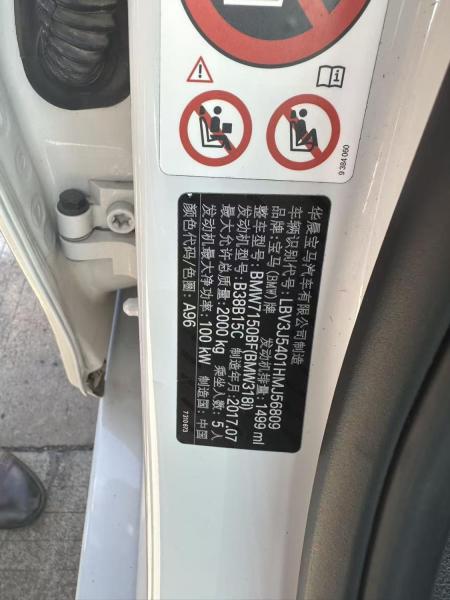 9 384 060
华晨宝马汽车有限公司制造
车辆识别代号: LBV3J5401HMJ56809
品牌: 宝马 (BMW) 牌 发动机排量: 1499 ml
整车型号: BMW7150BF(BMW318i)
发动机型号: B38B15C 制造年月: 2017.07
最大允许总质量: 2000 kg 乘坐人数: 5 人
发动机最大净功率: 100 kW 制造国: 中国
颜色代码/色圈: A96
7 310 673